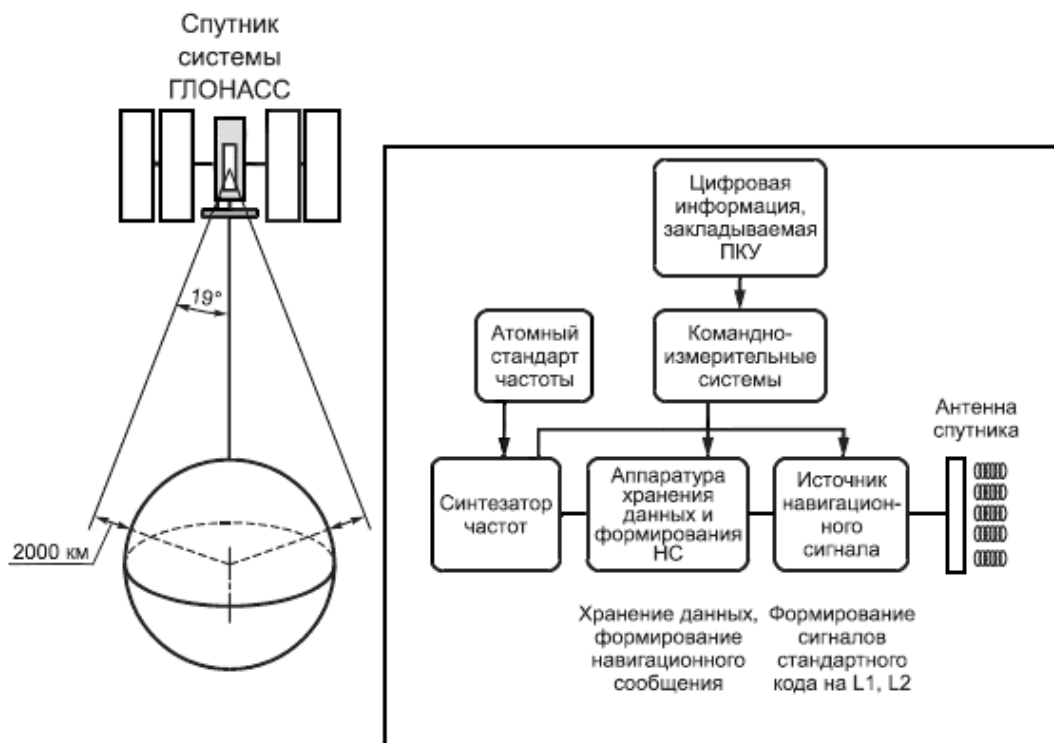 Спутник
системы
ГЛОНАСС
19°
2000 км
Цифровая
информация,
закладываемая
ПКУ
Атомный
стандарт
частоты
Командно-
измерительные
системы
Антенна
спутника
Синтезатор
частот
Аппаратура
хранения
данных и
формирования
НС
Источник
навигацион-
ного
сигнала
Хранение данных,
формирование
навигационного
сообщения
Формирование
сигналов
стандартного
кода на L1, L2